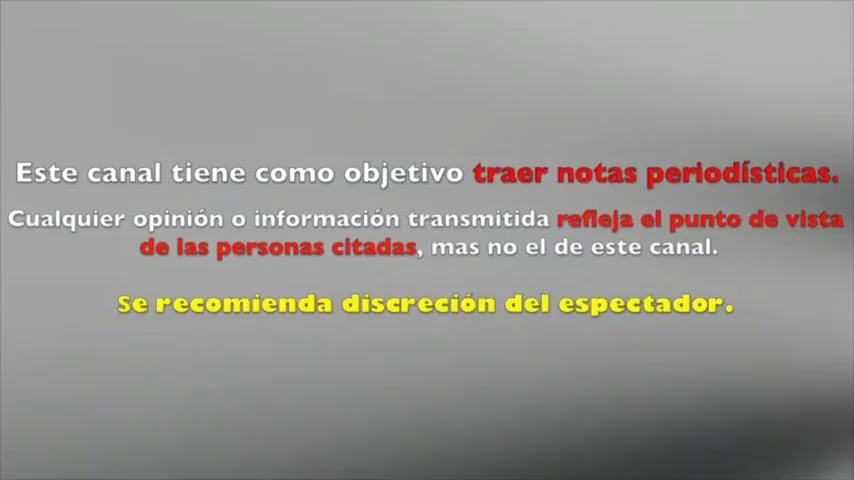 Este canal tiene como objetivo traer notas periodísticas.
Cualquier opinión o información transmitida refleja el punto de vista
de las personas citadas, mas no el de este canal.
Se recomienda discreción del espectador.